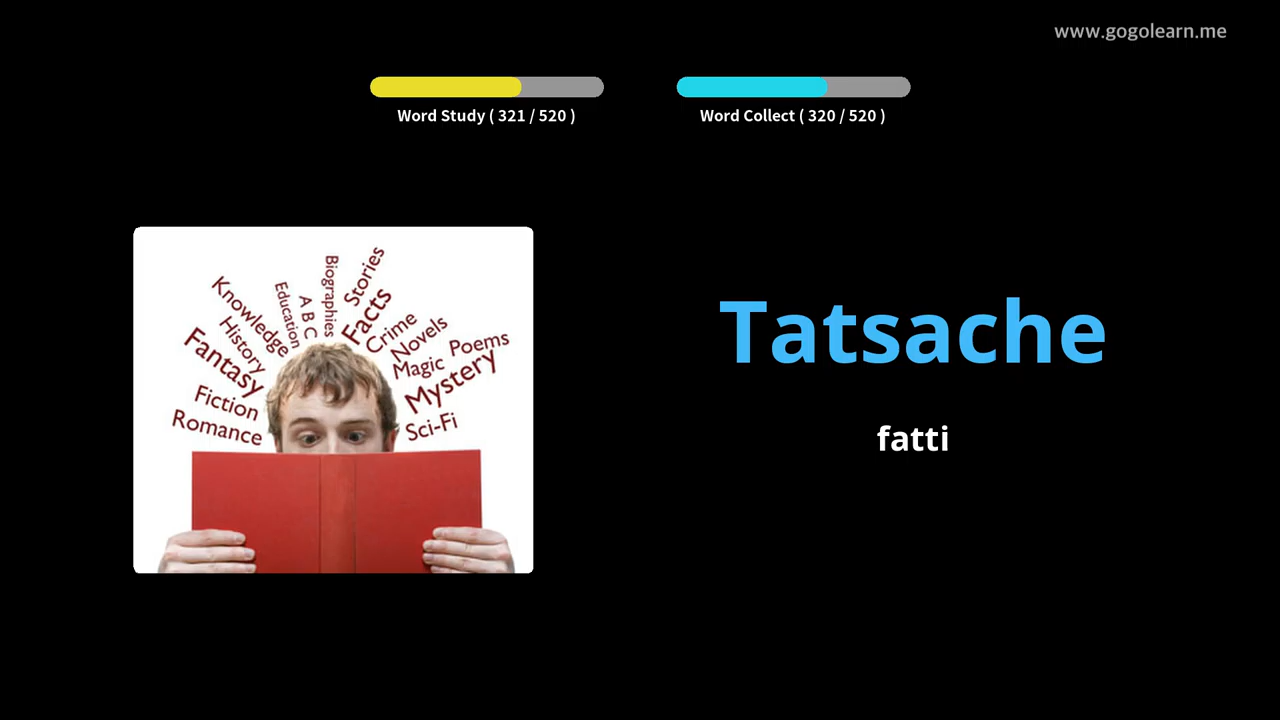 www.gogolearn.me
Word Study ( 321 / 520 )
Word Collect ( 320 / 520 )
Tatsache
fatti
Biographies
Stories
Education
A B C
Facts
Knowledge
Crime
History
Novels
Fantasy
Magic
Poems
Mystery
Fiction
Romance
Sci-Fi